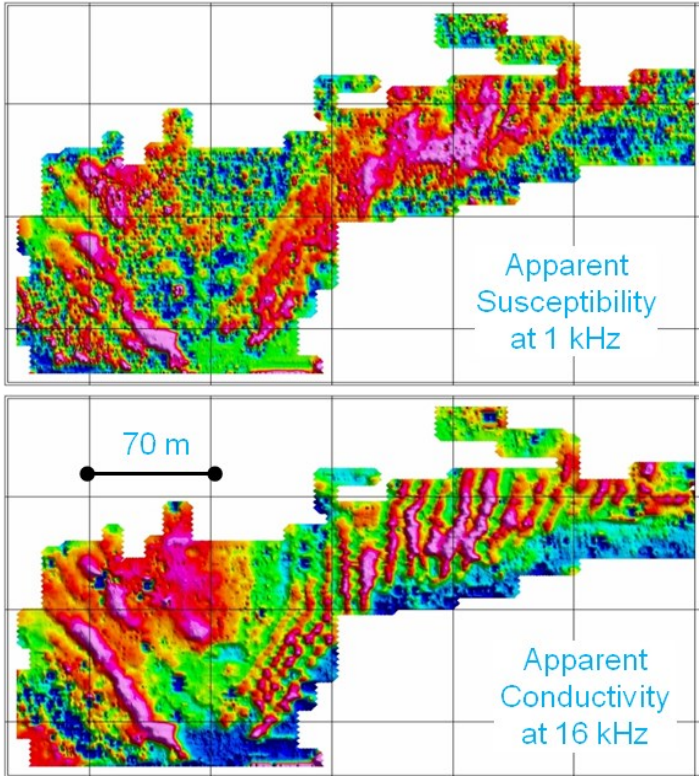 Apparent
Susceptibility
at 1 kHz
70 m
Apparent
Conductivity
at 16 kHz